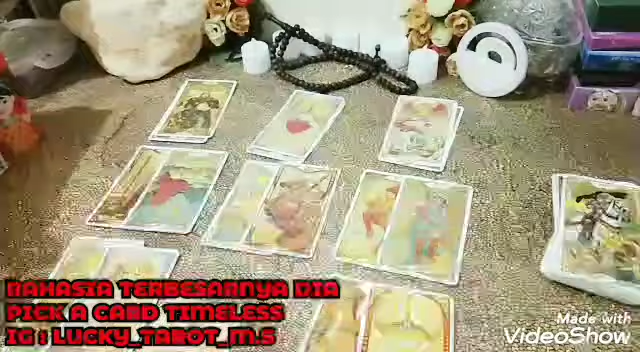 RAHASIA TERBESARNYA DIA
PICK A CARD TIMELESS
IG : LUCKY_TAROT_M.S
Made with
VideoShow